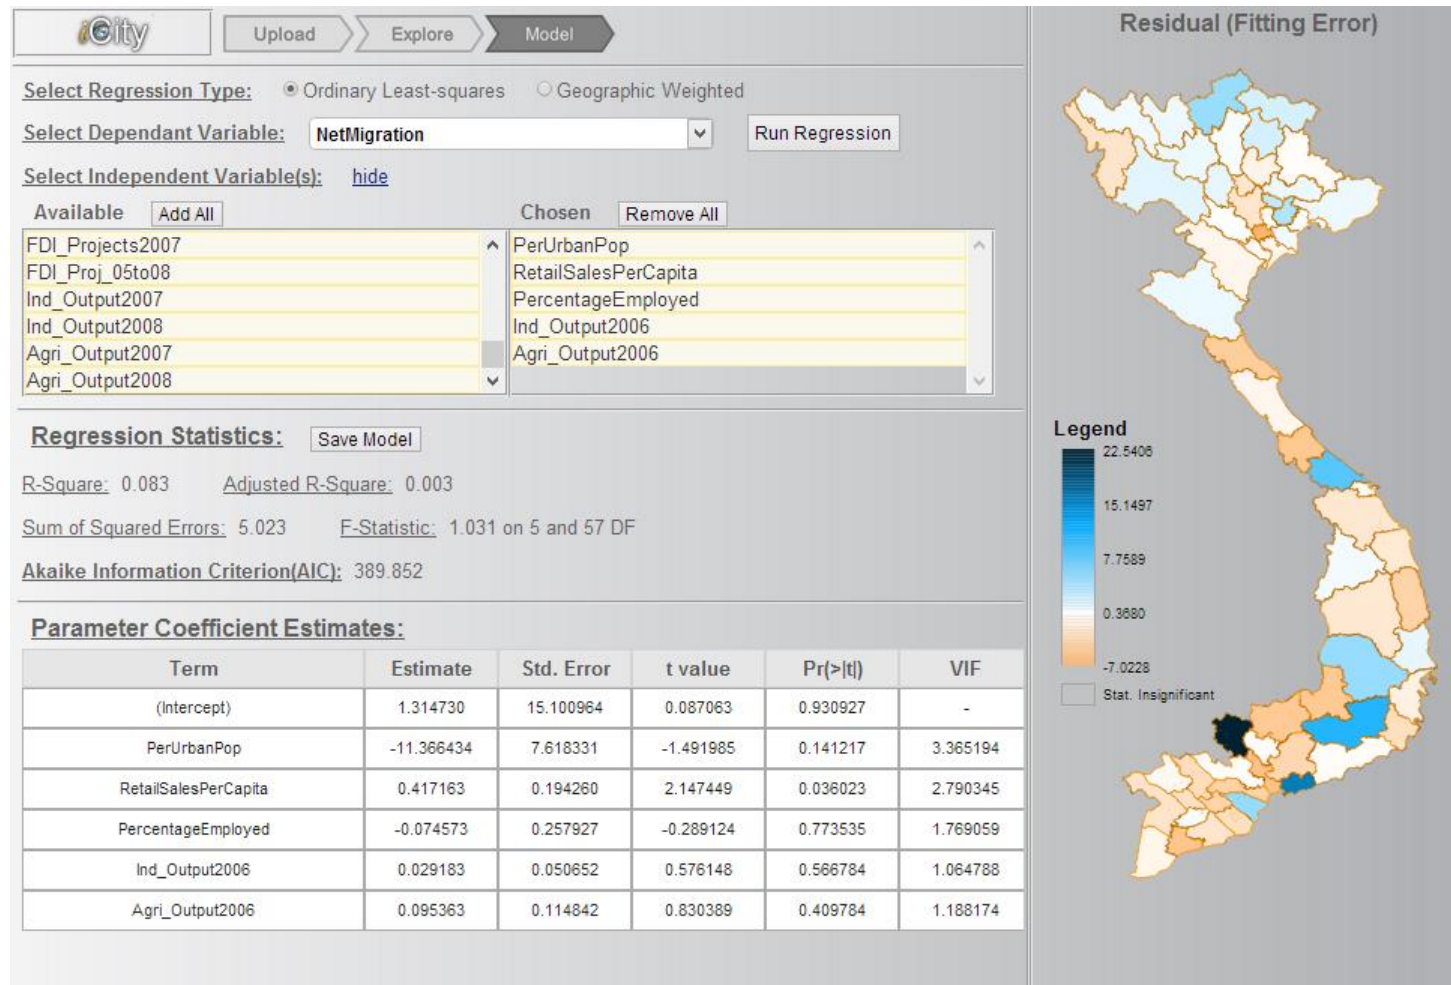 iCity Upload Explore Model
Select Regression Type: Ordinary Least-squares Geographic Weighted
Select Dependant Variable: NetMigration Run Regression
Select Independent Variable(s): hide
Available Add All Chosen Remove All
FDI_Projects2007 PerUrbanPop
FDI_Proj_05to08 RetailSalesPerCapita
Ind_Output2007 PercentageEmployed
Ind_Output2008 Ind_Output2006
Agri_Output2007 Agri_Output2006
Agri_Output2008
Regression Statistics: Save Model
R-Square: 0.083 Adjusted R-Square: 0.003
Sum of Squared Errors: 5.023 F-Statistic: 1.031 on 5 and 57 DF
Akaike Information Criterion(AIC): 389.852
Parameter Coefficient Estimates:
Term Estimate Std. Error t value Pr(>|t|) VIF
(Intercept) 1.314730 15.100964 0.087063 0.930927 -
PerUrbanPop -11.366434 7.618331 -1.491985 0.141217 3.365194
RetailSalesPerCapita 0.417163 0.194260 2.147449 0.036023 2.790345
PercentageEmployed -0.074573 0.257927 -0.289124 0.773535 1.769059
Ind_Output2006 0.029183 0.050652 0.576148 0.566784 1.064788
Agri_Output2006 0.095363 0.114842 0.830389 0.409784 1.188174
Residual (Fitting Error)
Legend
22.5406
15.1497
7.7589
0.3680
-7.0228
Stat. Insignificant